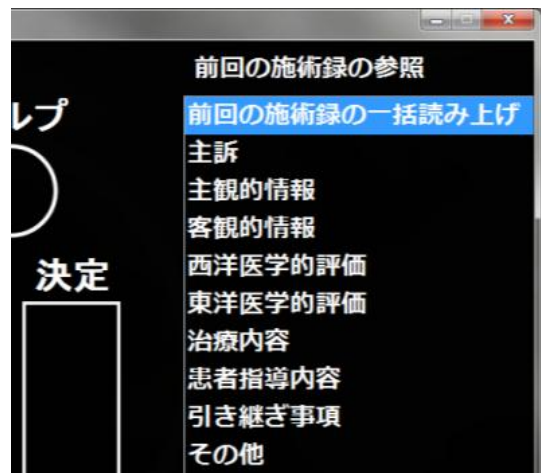 前回の施術録の参照
ルプ
前回の施術録の一括読み上げ
主訴
主観的情報
客観的情報
西洋医学的評価
決定
東洋医学的評価
治療内容
患者指導内容
引き継ぎ事項
その他